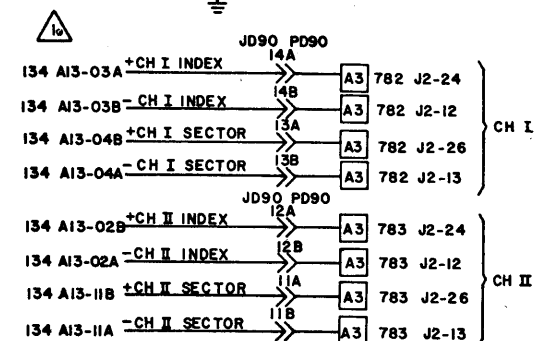 10
JD90 PD90
134 A13-03A +CH I INDEX 14A A3 782 J2-24
134 A13-03B -CH I INDEX 14B A3 782 J2-12
134 A13-04B +CH I SECTOR 13A A3 782 J2-26
134 A13-04A -CH I SECTOR 13B A3 782 J2-13
CH I
JD90 PD90
134 A13-02B +CH II INDEX 12A A3 783 J2-24
134 A13-02A -CH II INDEX 12B A3 783 J2-12
134 A13-11B +CH II SECTOR 11A A3 783 J2-26
134 A13-11A -CH II SECTOR 11B A3 783 J2-13
CH II